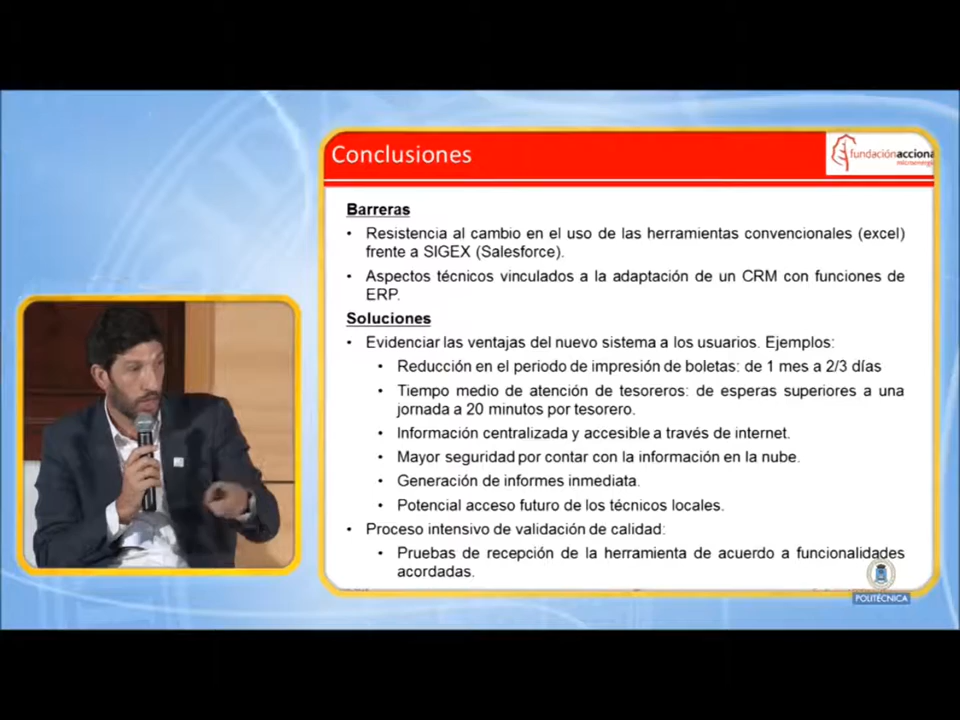 Conclusiones
fundaciónacciona
microenergía
Barreras
• Resistencia al cambio en el uso de las herramientas convencionales (excel)
frente a SIGEX (Salesforce).
• Aspectos técnicos vinculados a la adaptación de un CRM con funciones de
ERP.
Soluciones
• Evidenciar las ventajas del nuevo sistema a los usuarios. Ejemplos:
• Reducción en el periodo de impresión de boletas: de 1 mes a 2/3 días
• Tiempo medio de atención de tesoreros: de esperas superiores a una
jornada a 20 minutos por tesorero.
• Información centralizada y accesible a través de internet.
• Mayor seguridad por contar con la información en la nube.
• Generación de informes inmediata.
• Potencial acceso futuro de los técnicos locales.
• Proceso intensivo de validación de calidad:
• Pruebas de recepción de la herramienta de acuerdo a funcionalidades
acordadas.
POLITÉCNICA